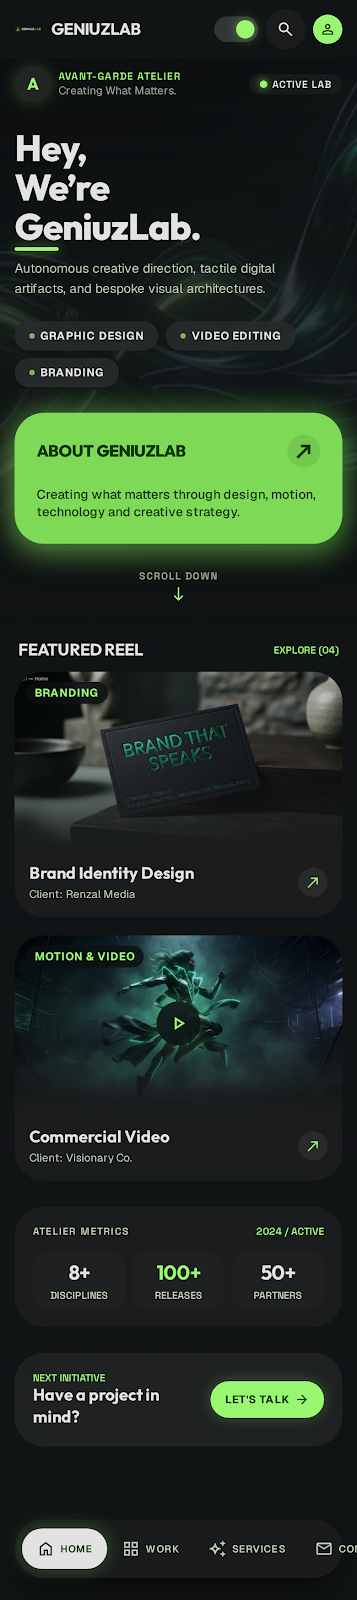 GENIUZLAB
A
AVANT-GARDE ATELIER
Creating What Matters.
ACTIVE LAB
Hey,
We're
GeniuzLab.
Autonomous creative direction, tactile digital
artifacts, and bespoke visual architectures.
GRAPHIC DESIGN
VIDEO EDITING
BRANDING
ABOUT GENIUZLAB
Creating what matters through design, motion,
technology and creative strategy.
SCROLL DOWN
FEATURED REEL
EXPLORE (04)
— Home
BRANDING
BRAND THAT
SPEAKS
Brand Identity Design
Client: Renzal Media
MOTION & VIDEO
Commercial Video
Client: Visionary Co.
ATELIER METRICS
2024 / ACTIVE
8+
100+
50+
DISCIPLINES
RELEASES
PARTNERS
NEXT INITIATIVE
Have a project in
mind?
LET'S TALK
HOME
WORK
SERVICES
CON